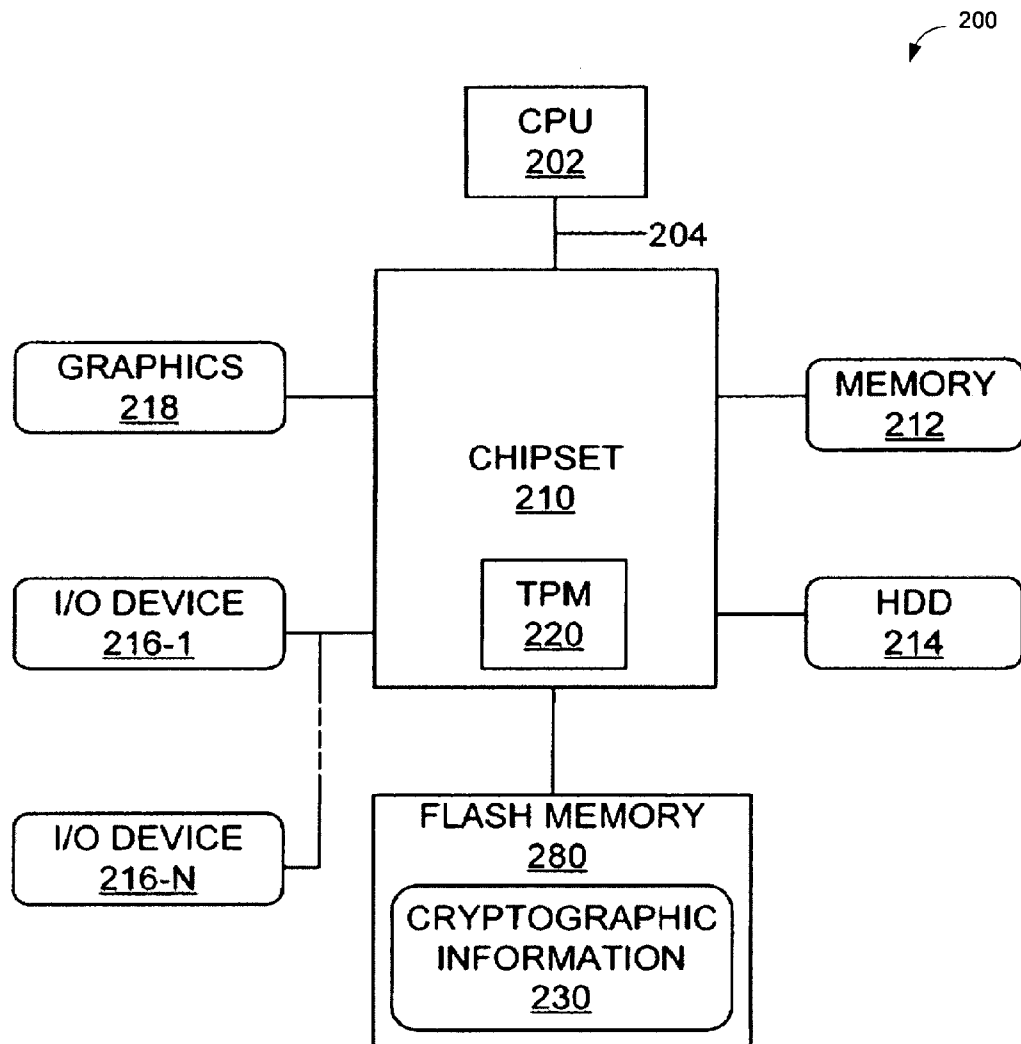 200
CPU
202
204
GRAPHICS
218
MEMORY
212
CHIPSET
210
I/O DEVICE
216-1
TPM
220
HDD
214
I/O DEVICE
216-N
FLASH MEMORY
280
CRYPTOGRAPHIC
INFORMATION
230